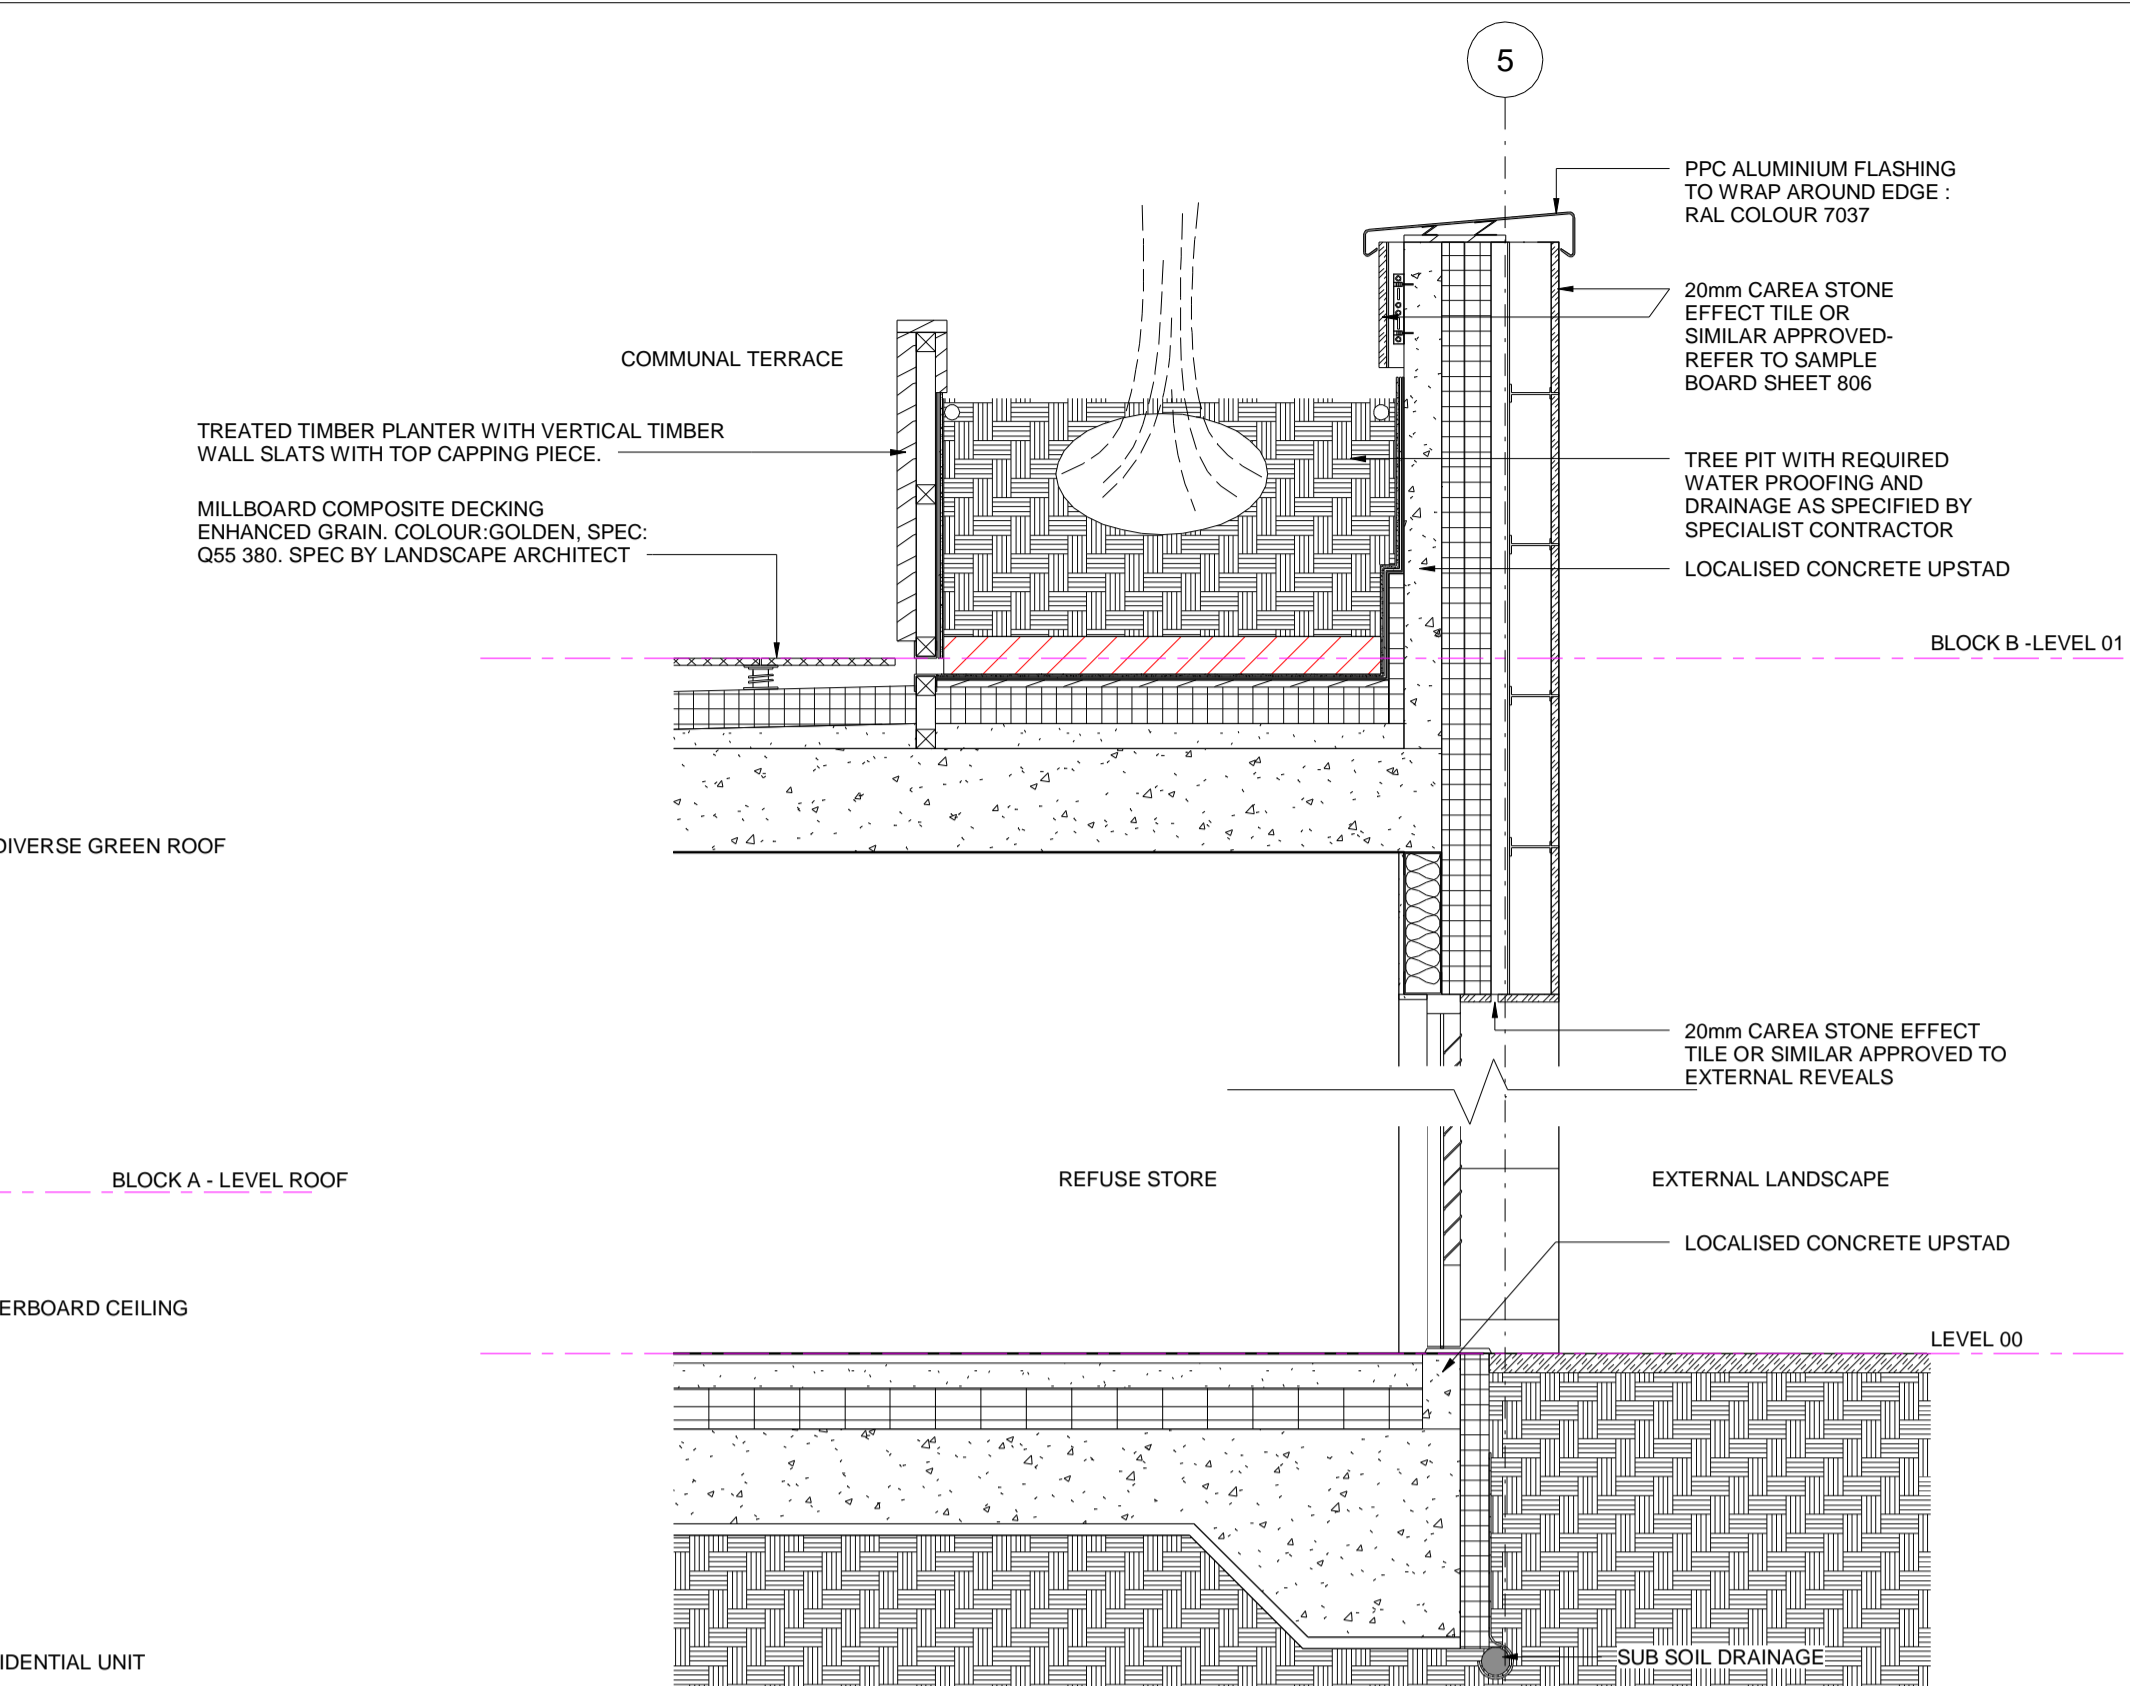 5
PPC ALUMINIUM FLASHING
TO WRAP AROUND EDGE :
RAL COLOUR 7037
20mm CAREA STONE
EFFECT TILE OR
SIMILAR APPROVED-
REFER TO SAMPLE
BOARD SHEET 806
COMMUNAL TERRACE
TREATED TIMBER PLANTER WITH VERTICAL TIMBER
WALL SLATS WITH TOP CAPPING PIECE.
MILLBOARD COMPOSITE DECKING
ENHANCED GRAIN. COLOUR:GOLDEN, SPEC:
Q55 380. SPEC BY LANDSCAPE ARCHITECT
TREE PIT WITH REQUIRED
WATER PROOFING AND
DRAINAGE AS SPECIFIED BY
SPECIALIST CONTRACTOR
LOCALISED CONCRETE UPSTAD
BLOCK B -LEVEL 01
DIVERSE GREEN ROOF
20mm CAREA STONE EFFECT
TILE OR SIMILAR APPROVED TO
EXTERNAL REVEALS
BLOCK A - LEVEL ROOF
REFUSE STORE
EXTERNAL LANDSCAPE
LOCALISED CONCRETE UPSTAD
ERBOARD CEILING
LEVEL 00
SUB SOIL DRAINAGE
IDENTIAL UNIT